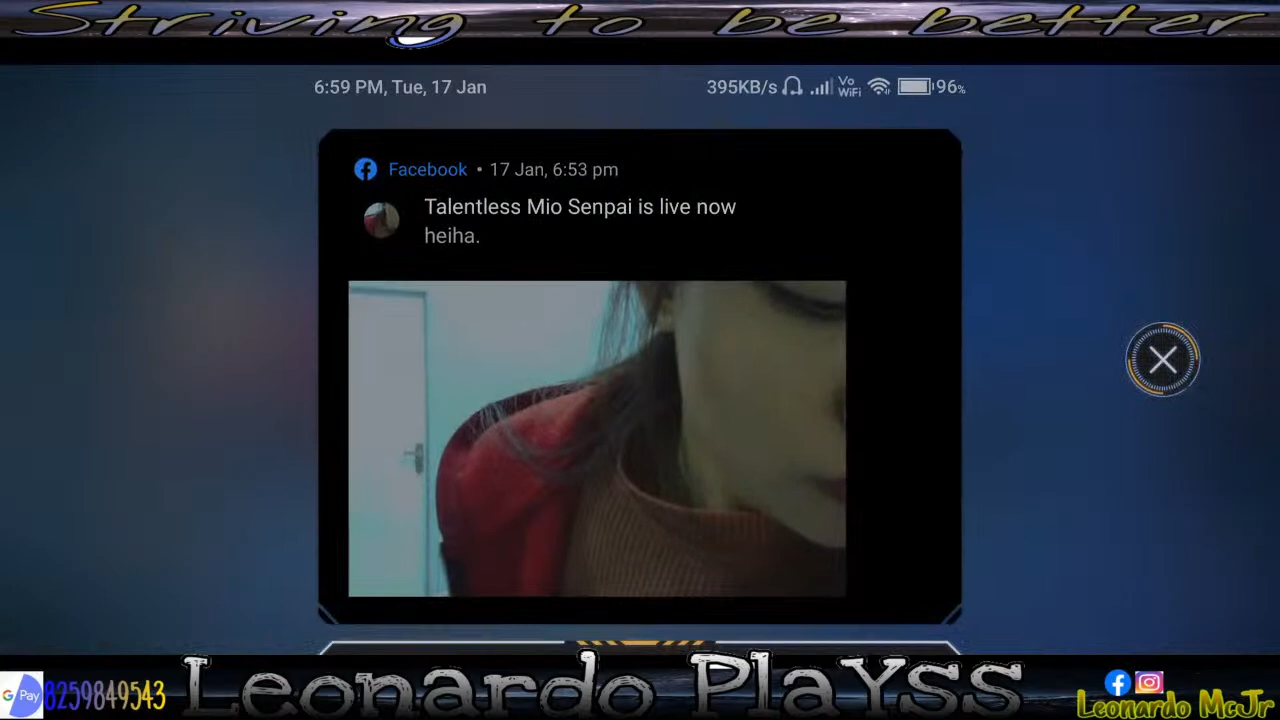 Striving to be better
6:59 PM, Tue, 17 Jan
395KB/s Vo WiFi 96%
Facebook • 17 Jan, 6:53 pm
Talentless Mio Senpai is live now
heiha.
G Pay 8259849543
Leonardo PlaYSS
Leonardo McJr